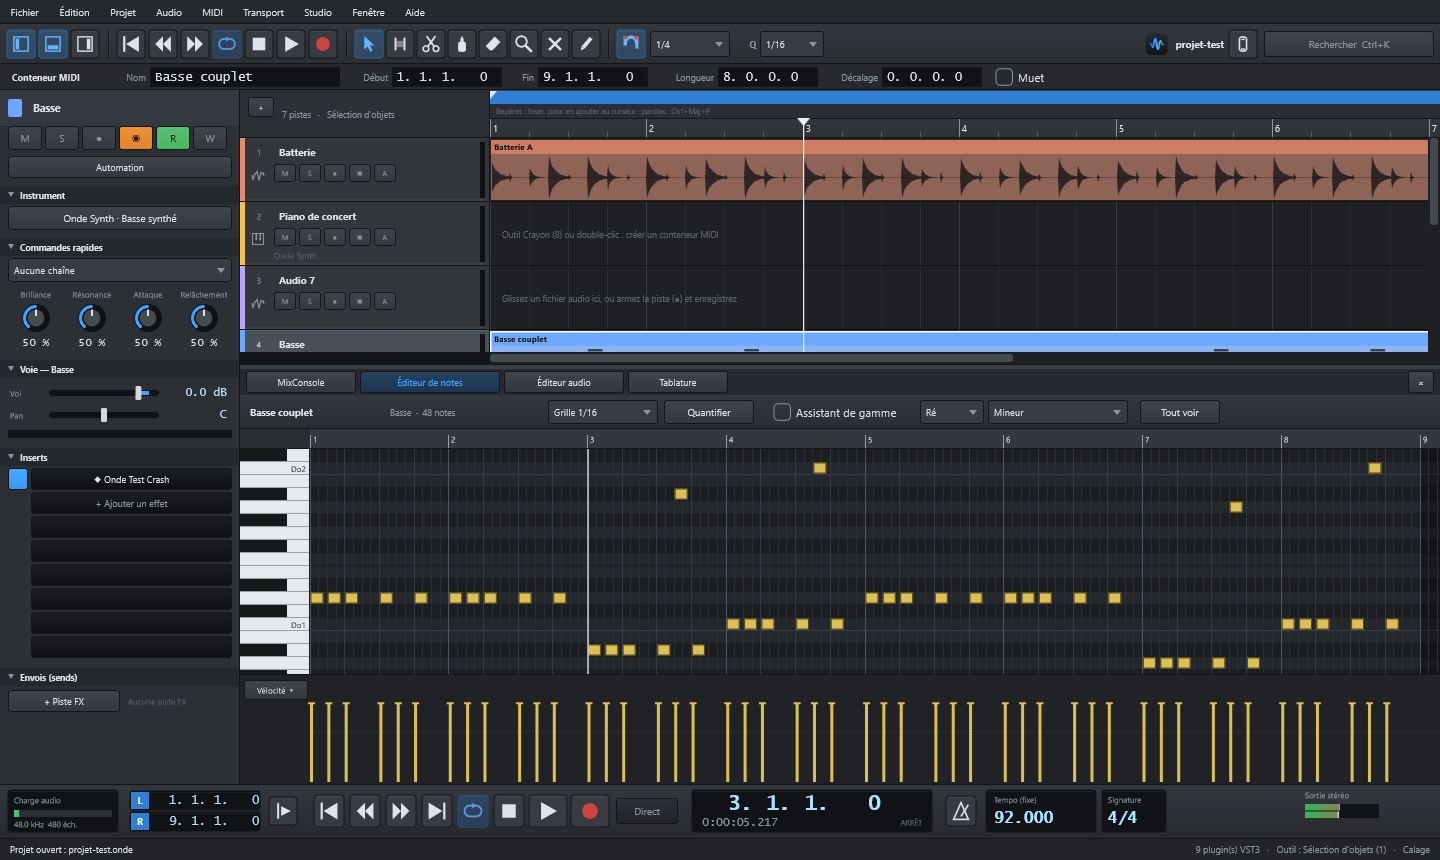 Fichier Édition Projet Audio MIDI Transport Studio Fenêtre Aide
1/4 Q 1/16 projet-test Rechercher Ctrl+K
Conteneur MIDI Nom Basse couplet Début 1. 1. 1. 0 Fin 9. 1. 1. 0 Longueur 8. 0. 0. 0 Décalage 0. 0. 0. 0 Muet
Basse
M S ● ◉ R W
Automation
Instrument
Onde Synth · Basse synthé
Commandes rapides
Aucune chaîne
Brillance Résonance Attaque Relâchement
50 % 50 % 50 % 50 %
Voie — Basse
Vol 0.0 dB
Pan C
Inserts
◆ Onde Test Crash
+ Ajouter un effet
Envois (sends)
+ Piste FX Aucune piste FX
+ 7 pistes · Sélection d'objets
Repères : Inser. pour en ajouter au curseur · paroles : Ctrl+Maj+P
1 2 3 4 5 6 7
1 Batterie
M S ● ◉ A
Batterie A
2 Piano de concert
M S ● ◉ A
Onde Synth
Outil Crayon (8) ou double-clic : créer un conteneur MIDI
3 Audio 7
M S ● ◉ A
Glissez un fichier audio ici, ou armez la piste (●) et enregistrez
4 Basse
Basse couplet
MixConsole Éditeur de notes Éditeur audio Tablature ×
Basse couplet Basse · 48 notes Grille 1/16 Quantifier Assistant de gamme Ré Mineur Tout voir
1 2 3 4 5 6 7 8 9
Do2
Do1
Vélocité
Charge audio
48.0 kHz 480 éch.
L 1. 1. 1. 0
R 9. 1. 1. 0
Direct
3. 1. 1. 0
0:00:05.217 ARRÊT
Tempo (fixe)
92.000
Signature
4/4
Sortie stéréo
Projet ouvert : projet-test.onde 9 plugin(s) VST3 · Outil : Sélection d'objets (1) · Calage